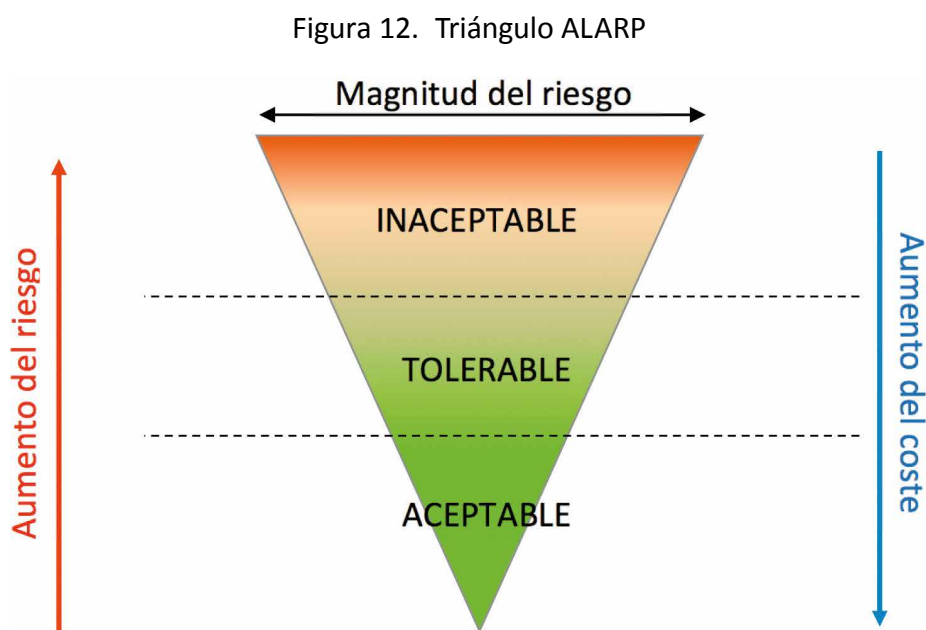 Figura 12. Triángulo ALARP
Magnitud del riesgo
Aumento del riesgo
INACEPTABLE
TOLERABLE
ACEPTABLE
Aumento del coste